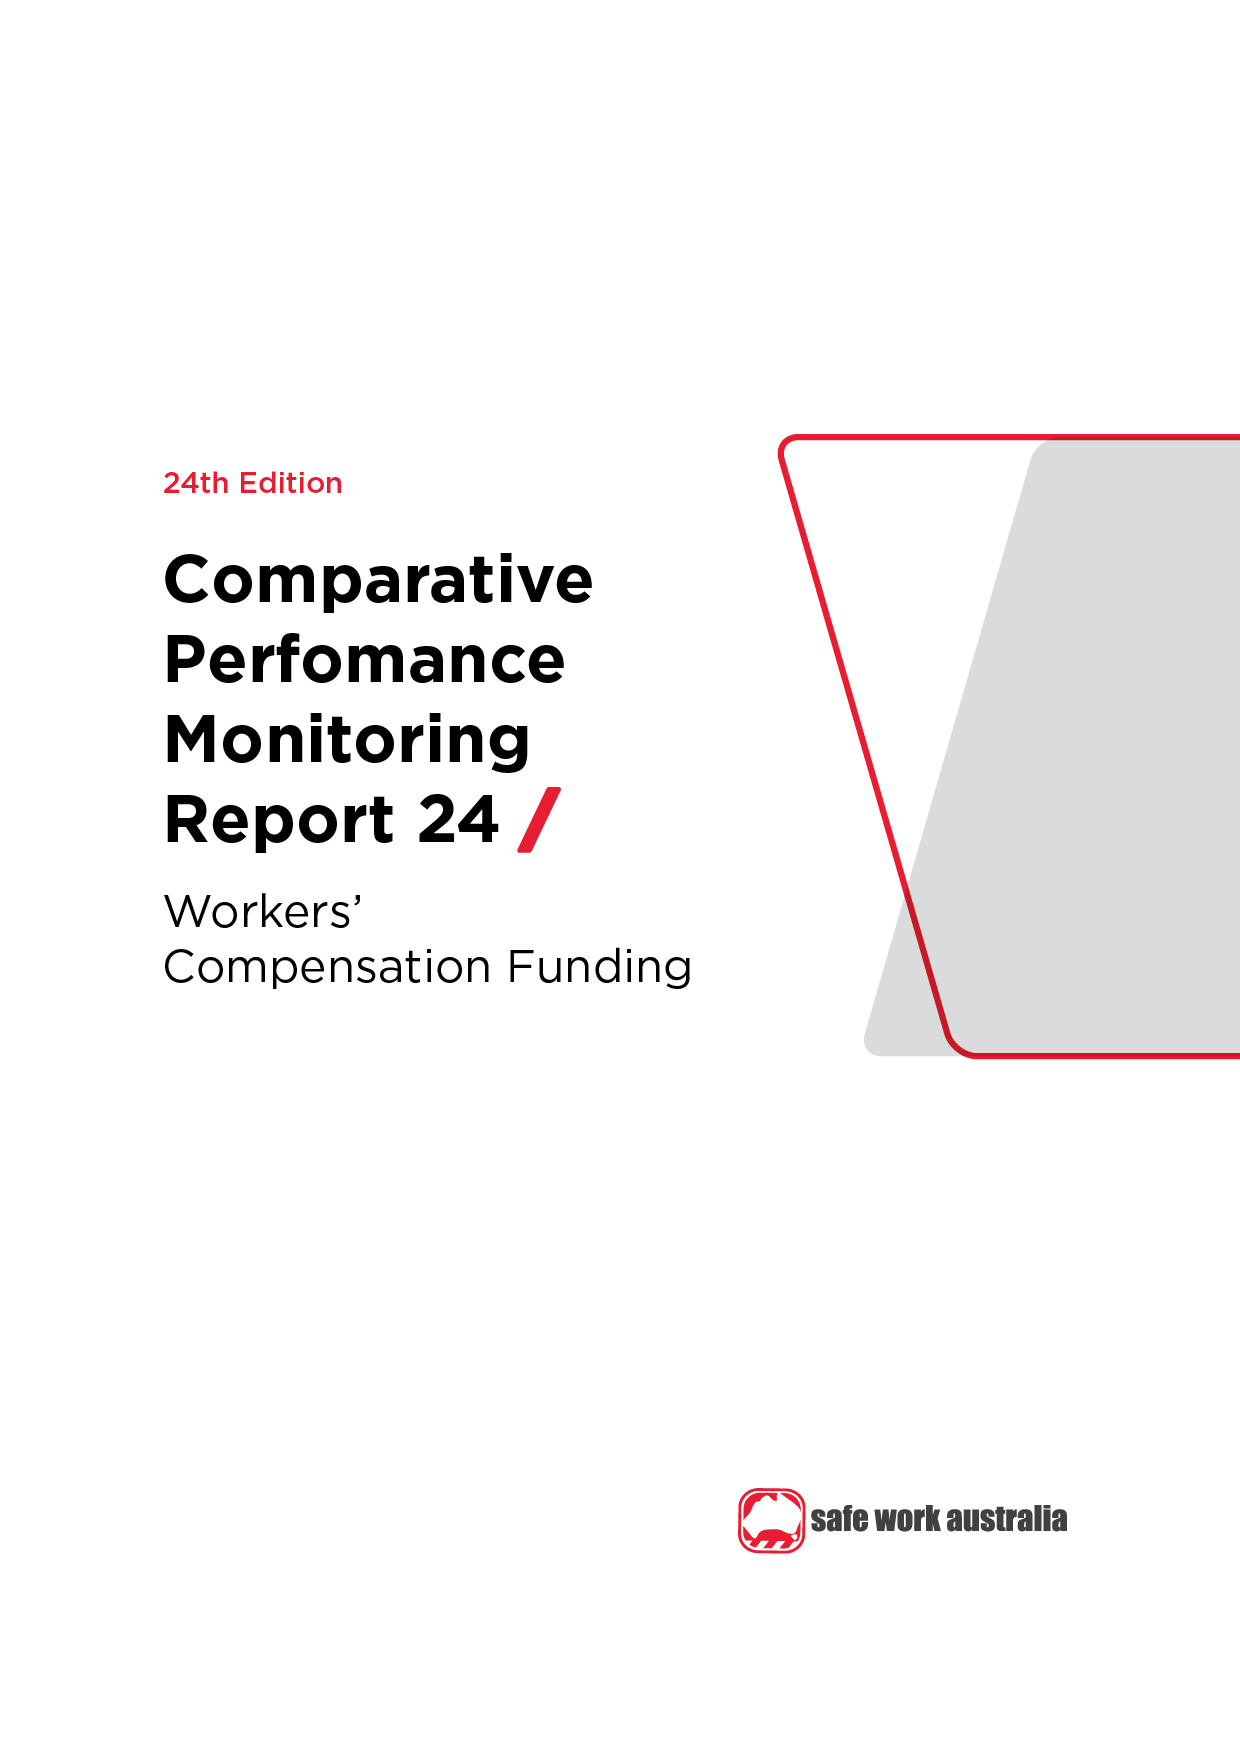 24th Edition
Comparative
Perfomance
Monitoring
Report 24 /
Workers’
Compensation Funding
safe work australia